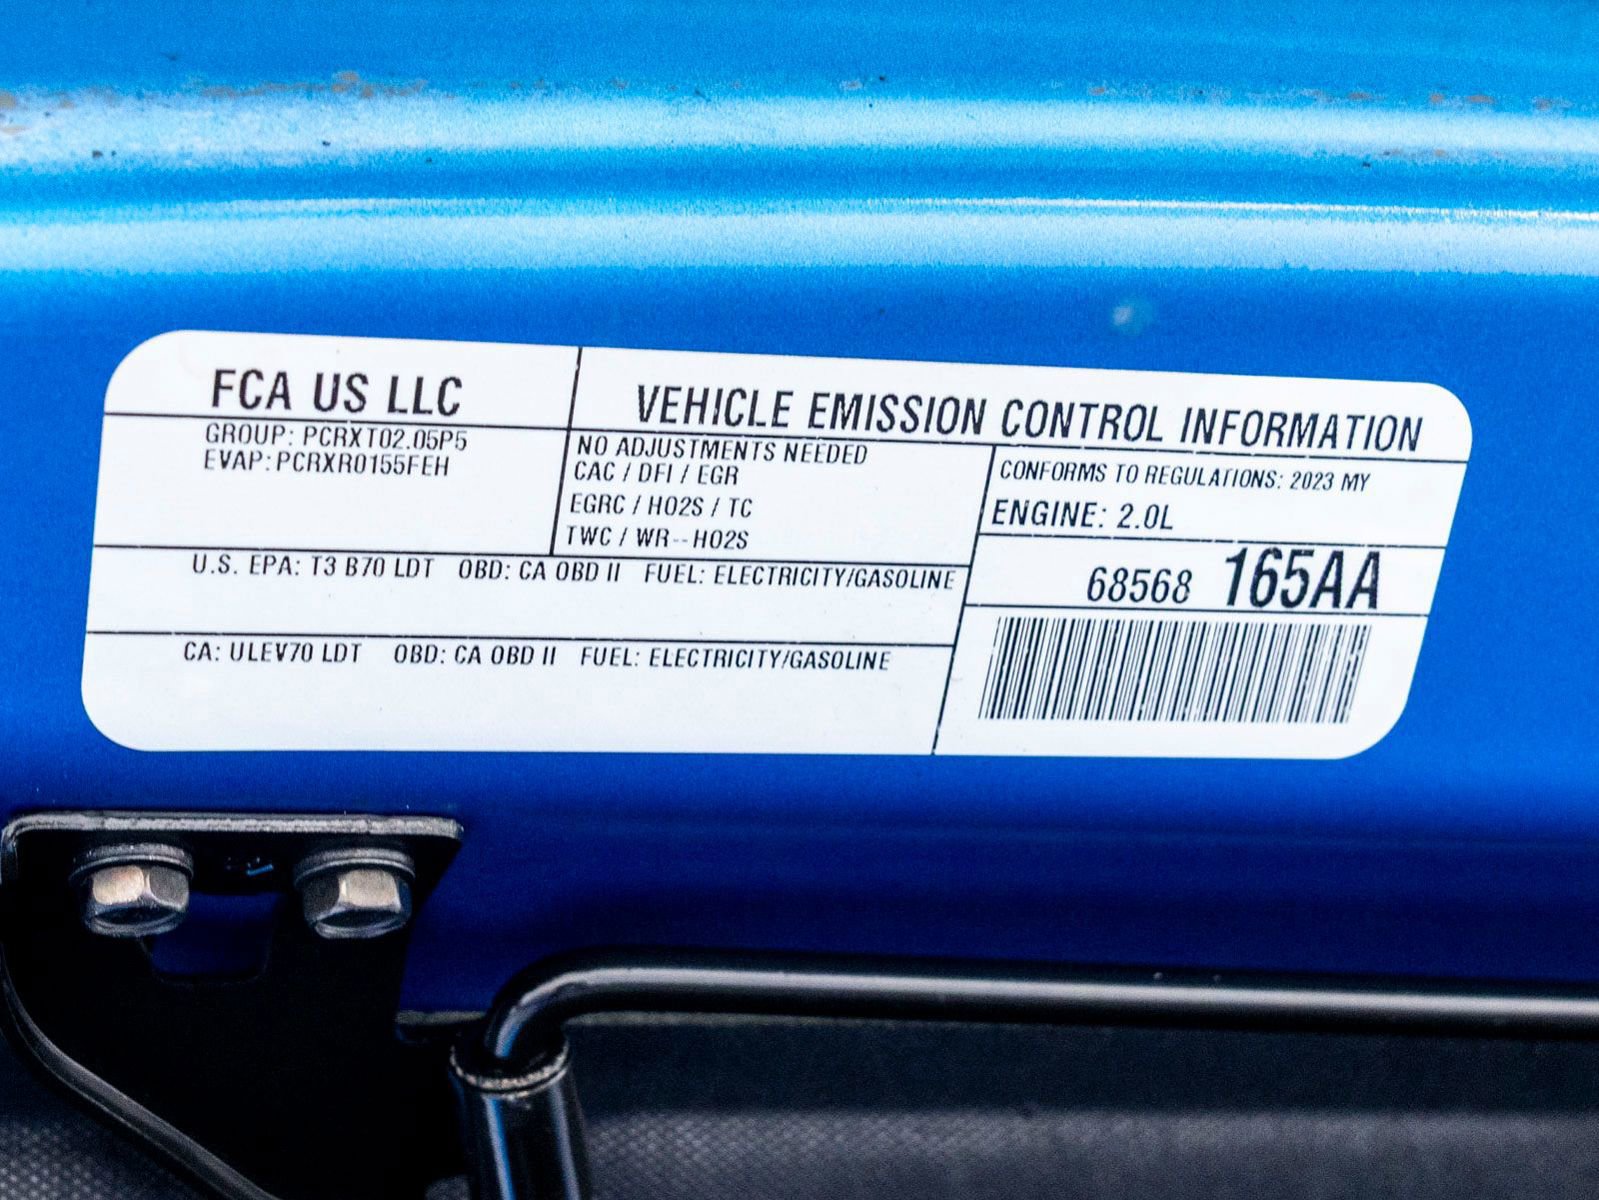 FCA US LLC
VEHICLE EMISSION CONTROL INFORMATION
GROUP: PCRXT02.05P5
EVAP: PCRXR0155FEH
NO ADJUSTMENTS NEEDED
CAC / DFI / EGR
EGRC / HO2S / TC
TWC / WR--HO2S
CONFORMS TO REGULATIONS: 2023 MY
ENGINE: 2.0L
68568 165AA
U.S. EPA: T3 B70 LDT OBD: CA OBD II FUEL: ELECTRICITY/GASOLINE
CA: ULEV70 LDT OBD: CA OBD II FUEL: ELECTRICITY/GASOLINE